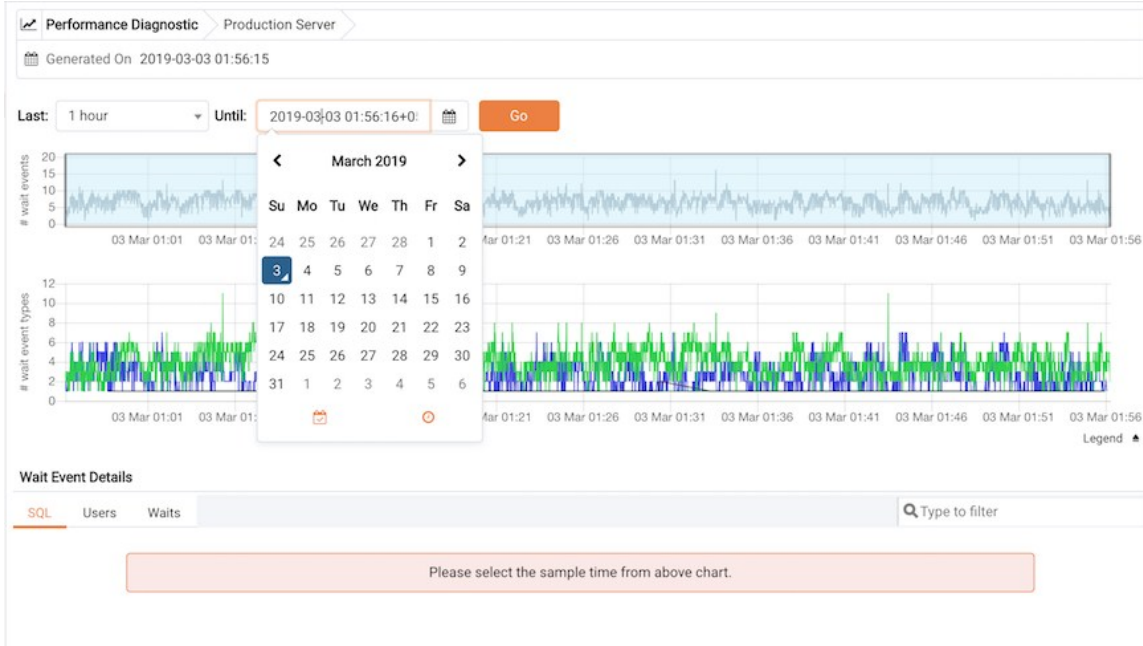 Performance Diagnostic Production Server
Generated On 2019-03-03 01:56:15
Last: 1 hour Until: 2019-03-03 01:56:16+0 Go
March 2019
Su Mo Tu We Th Fr Sa
24 25 26 27 28 1 2
3 4 5 6 7 8 9
10 11 12 13 14 15 16
17 18 19 20 21 22 23
24 25 26 27 28 29 30
31 1 2 3 4 5 6
# wait events
20
15
10
5
0
03 Mar 01:01 03 Mar 01: Mar 01:21 03 Mar 01:26 03 Mar 01:31 03 Mar 01:36 03 Mar 01:41 03 Mar 01:46 03 Mar 01:51 03 Mar 01:56
# wait event types
12
10
8
6
4
2
0
03 Mar 01:01 03 Mar 01: Mar 01:21 03 Mar 01:26 03 Mar 01:31 03 Mar 01:36 03 Mar 01:41 03 Mar 01:46 03 Mar 01:51 03 Mar 01:56
Legend
Wait Event Details
SQL Users Waits Type to filter
Please select the sample time from above chart.